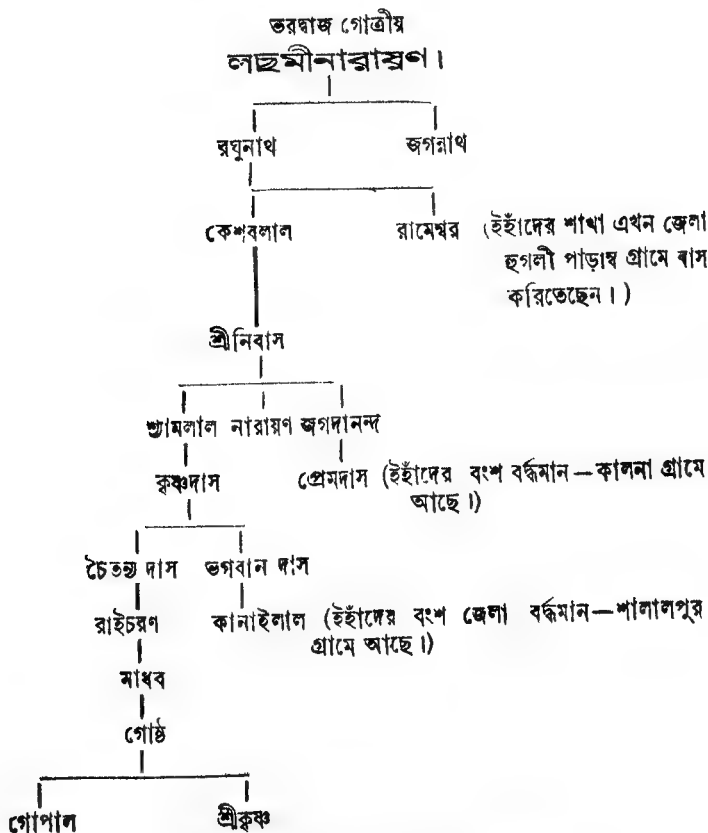 ভরদ্বাজ গোত্রীয়
লছমীনারায়ণ।
রঘুনাথ জগন্নাথ
কেশবলাল রামেশ্বর (ইহাঁদের শাখা এখন জেলা
হুগলী পাড়াম্ব গ্রামে বাস
করিতেছেন।)
শ্রীনিবাস
শ্যামলাল নারায়ণ জগদানন্দ
কৃষ্ণদাস প্রেমদাস (ইহাঁদের বংশ বর্দ্ধমান—কালনা গ্রামে
আছে।)
চৈতন্য দাস ভগবান দাস
রাইচরণ কানাইলাল (ইহাঁদের বংশ জেলা বর্দ্ধমান—শালালপুর
গ্রামে আছে।)
মাধব
গোষ্ঠ
গোপাল শ্রীকৃষ্ণ